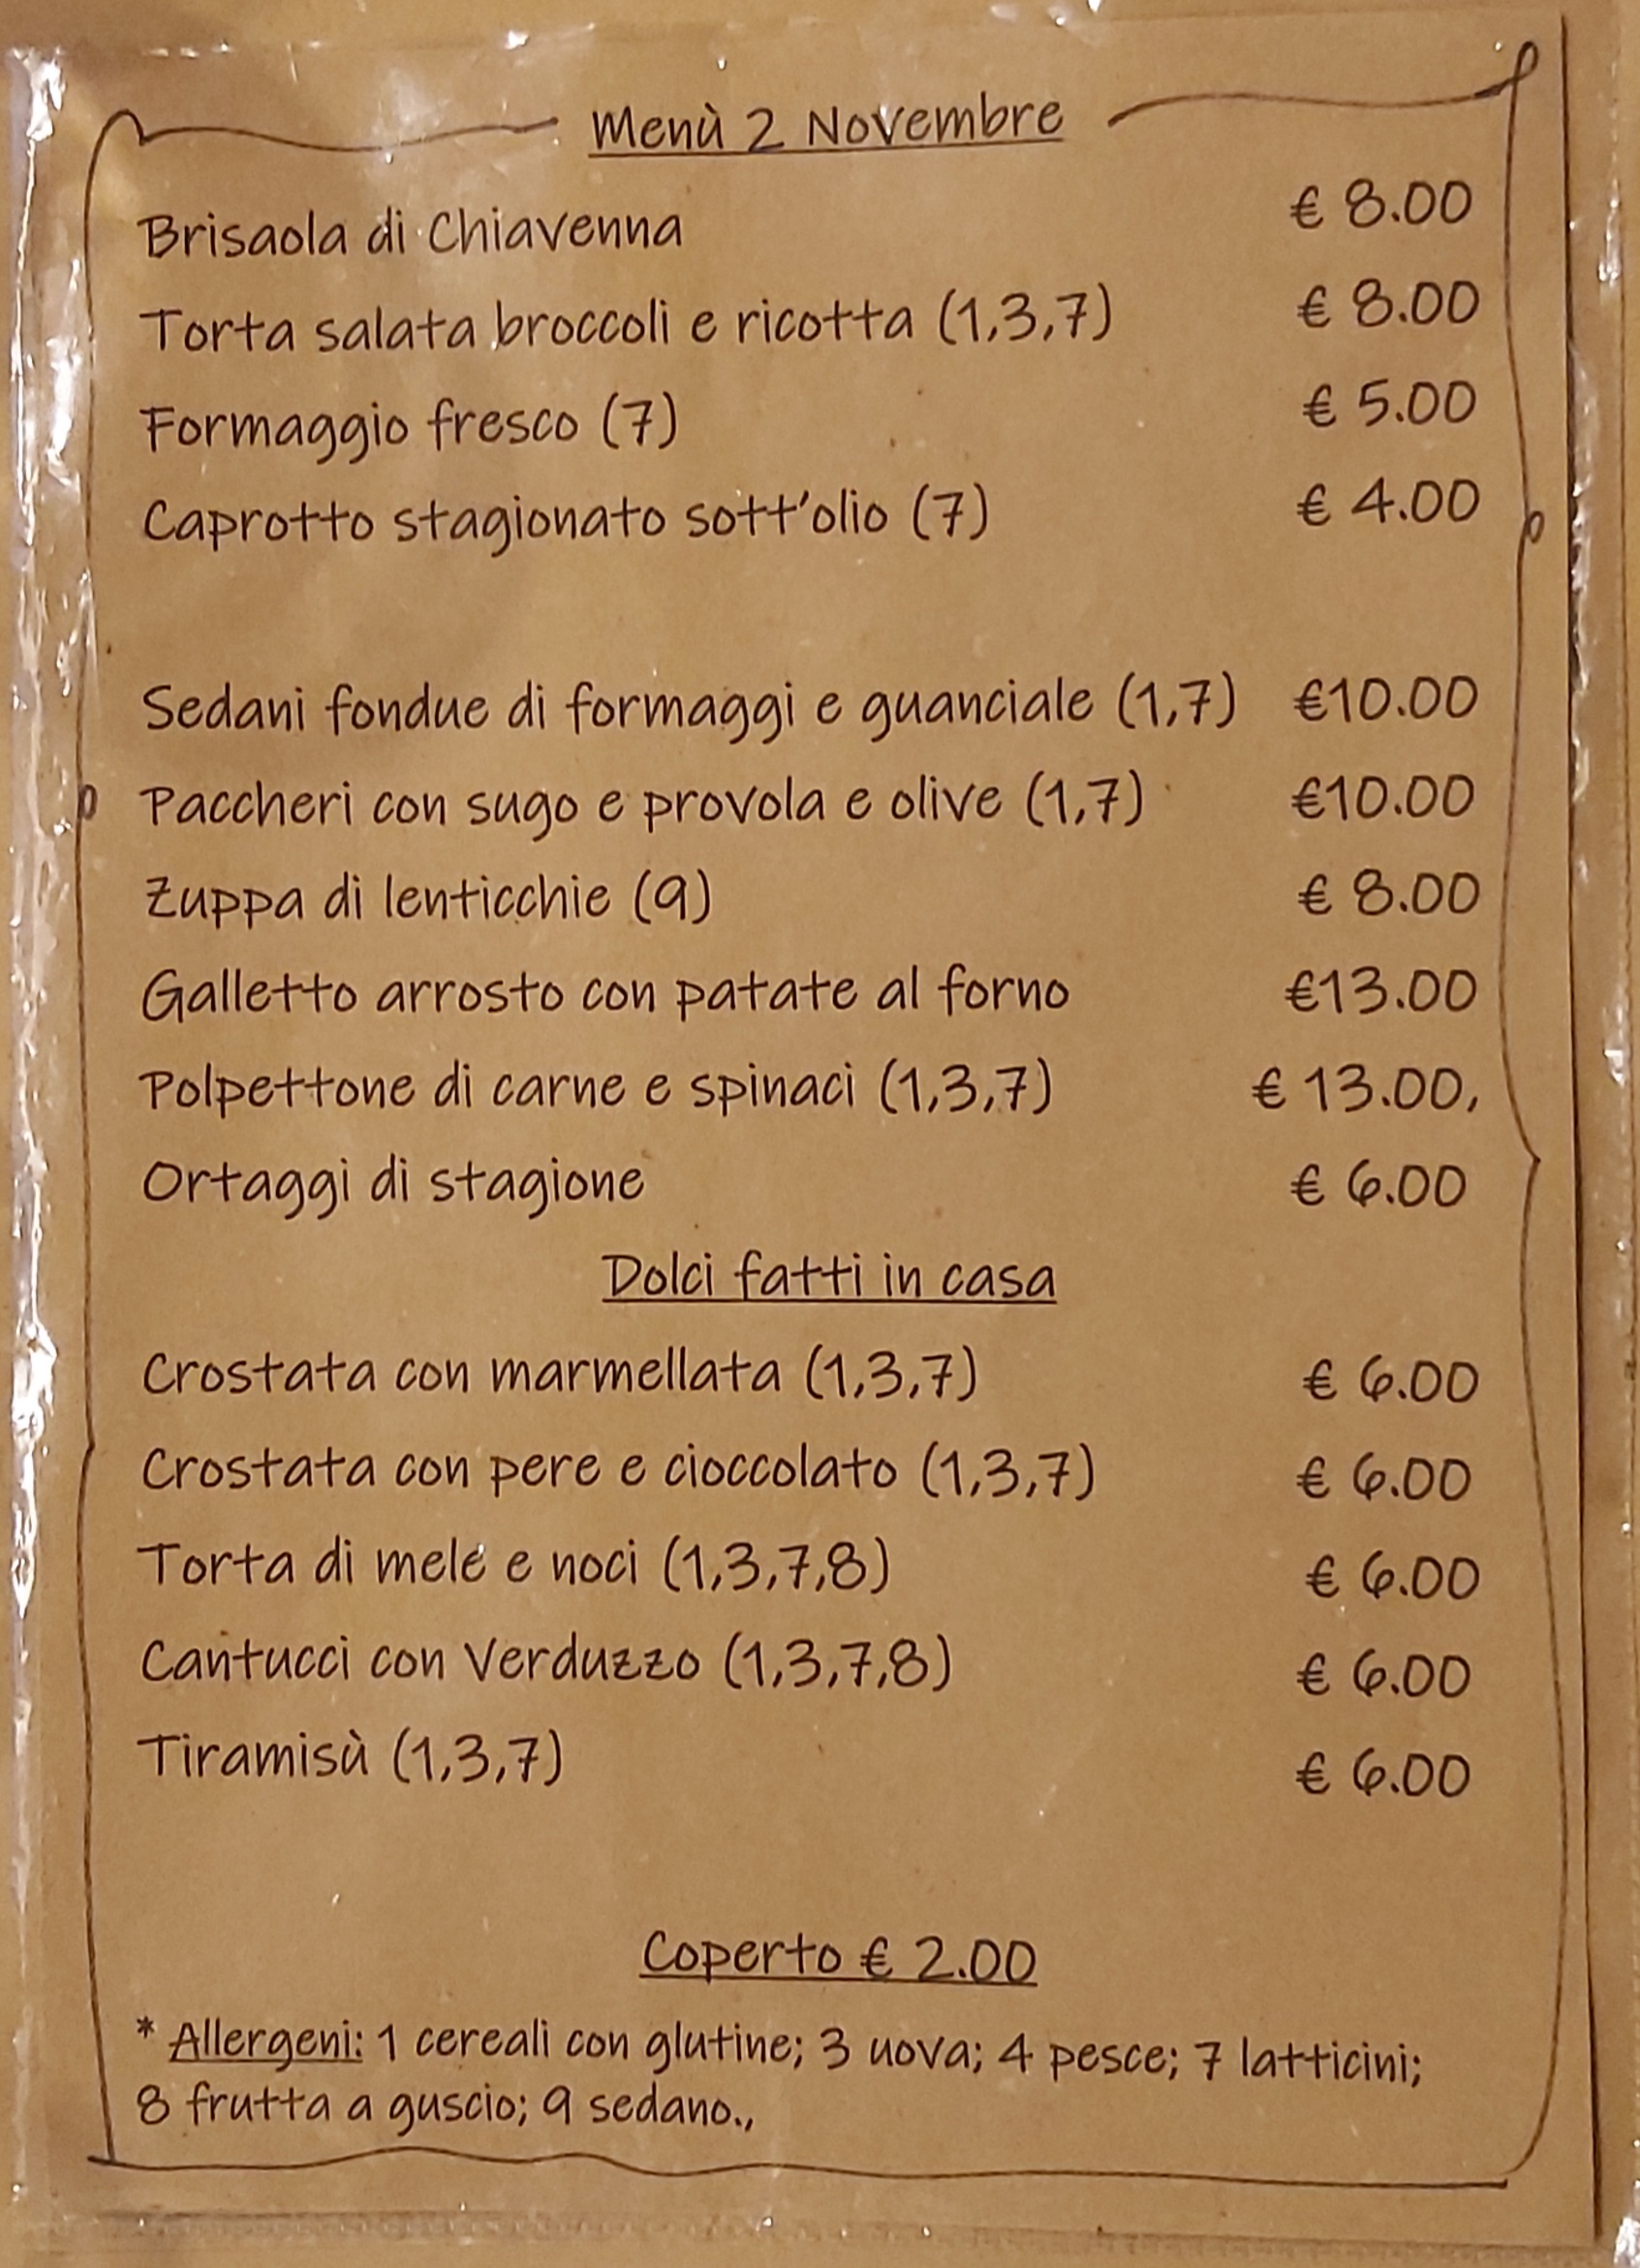 Menù 2 Novembre
Brisaola di Chiavenna € 8.00
Torta salata broccoli e ricotta (1,3,7) € 8.00
Formaggio fresco (7) € 5.00
Caprotto stagionato sott'olio (7) € 4.00
Sedani fondue di formaggi e guanciale (1,7) €10.00
Paccheri con sugo e provola e olive (1,7) €10.00
Zuppa di lenticchie (9) € 8.00
Galletto arrosto con patate al forno €13.00
Polpettone di carne e spinaci (1,3,7) € 13.00,
Ortaggi di stagione € 6.00
Dolci fatti in casa
Crostata con marmellata (1,3,7) € 6.00
Crostata con pere e cioccolato (1,3,7) € 6.00
Torta di mele e noci (1,3,7,8) € 6.00
Cantucci con Verduzzo (1,3,7,8) € 6.00
Tiramisù (1,3,7) € 6.00
Coperto € 2.00
* Allergeni: 1 cereali con glutine; 3 uova; 4 pesce; 7 latticini;
8 frutta a guscio; 9 sedano.,